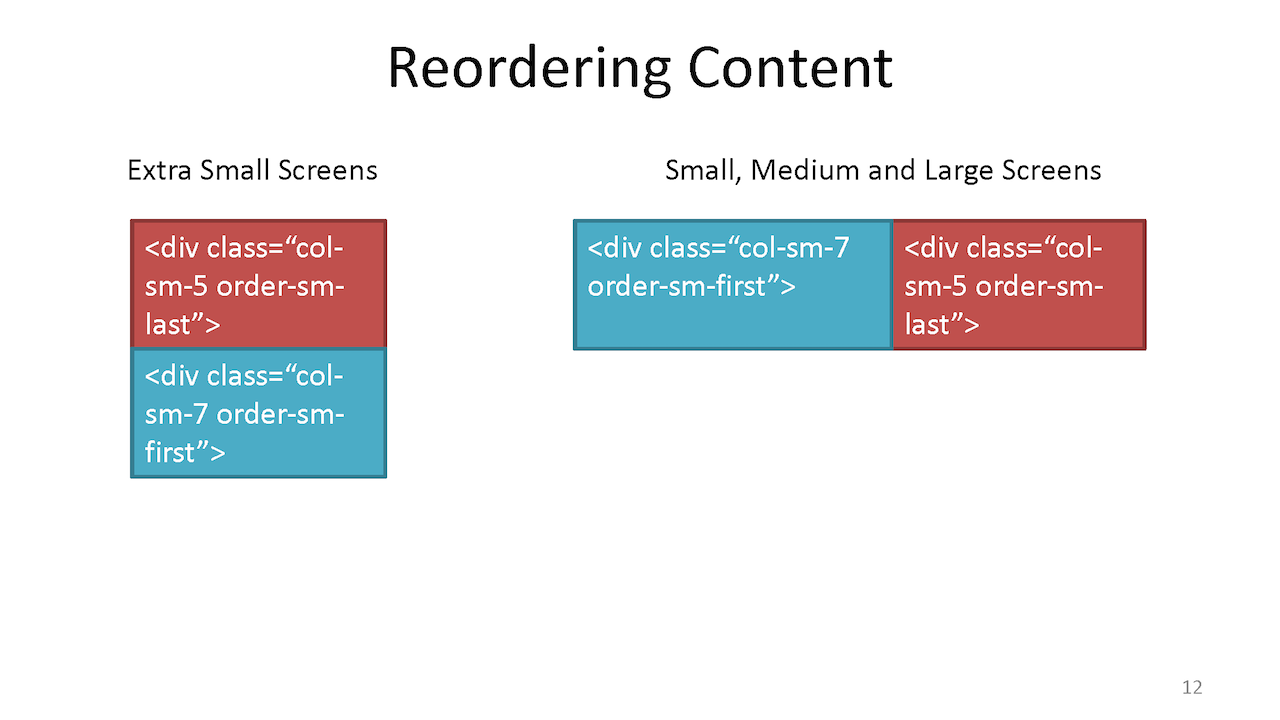 Reordering Content
Extra Small Screens
<div class=“col-
sm-5 order-sm-
last”>
<div class=“col-
sm-7 order-sm-
first”>
Small, Medium and Large Screens
<div class=“col-sm-7
order-sm-first”>
<div class=“col-
sm-5 order-sm-
last”>
12